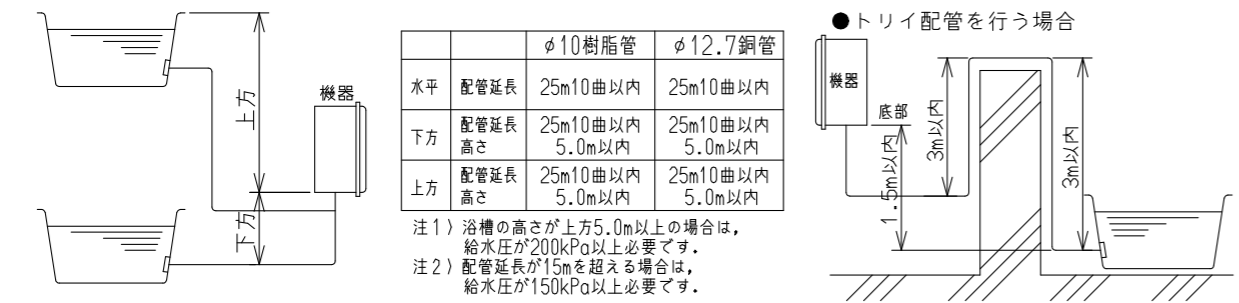 上方
下方
機器
φ10樹脂管 φ12.7銅管
水平 配管延長 25m10曲以内 25m10曲以内
下方 配管延長 25m10曲以内 25m10曲以内
高さ 5.0m以内 5.0m以内
上方 配管延長 25m10曲以内 25m10曲以内
高さ 5.0m以内 5.0m以内
注1) 浴槽の高さが上方5.0m以上の場合は,
給水圧が200kPa以上必要です.
注2) 配管延長が15mを超える場合は,
給水圧が150kPa以上必要です.
●トリイ配管を行う場合
機器
底部
1.5m以内
3m以内
3m以内